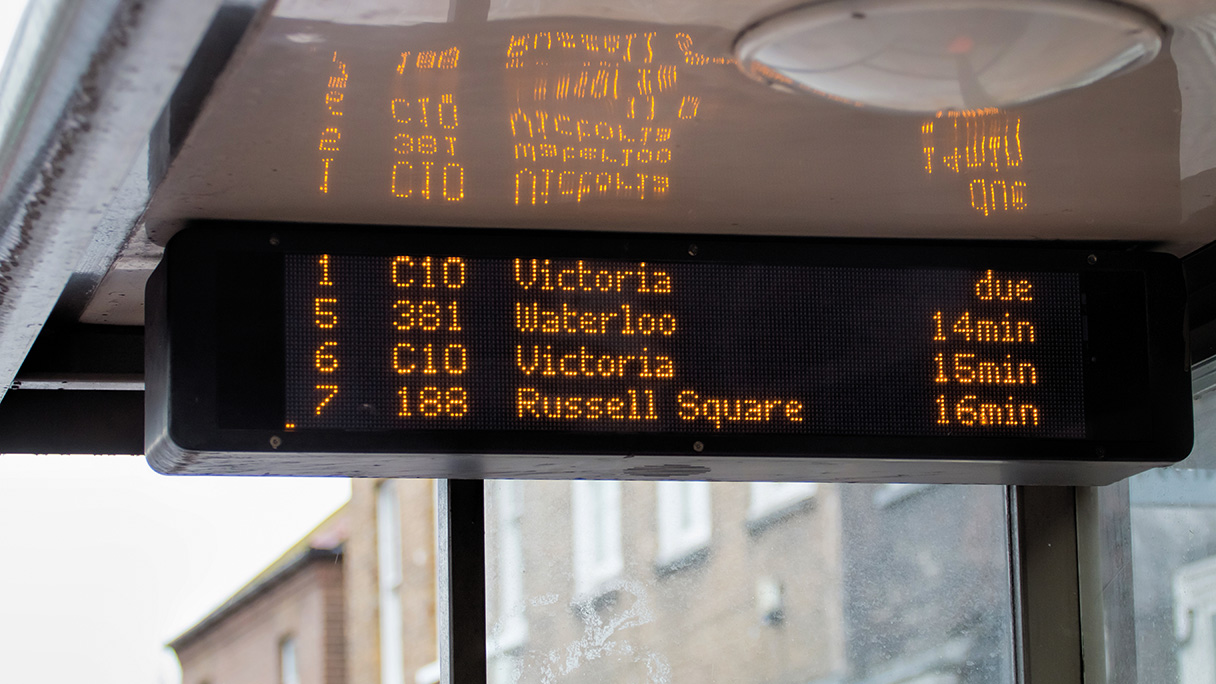 1 C10 Victoria due
5 381 Waterloo 14min
6 C10 Victoria 15min
7 188 Russell Square 16min